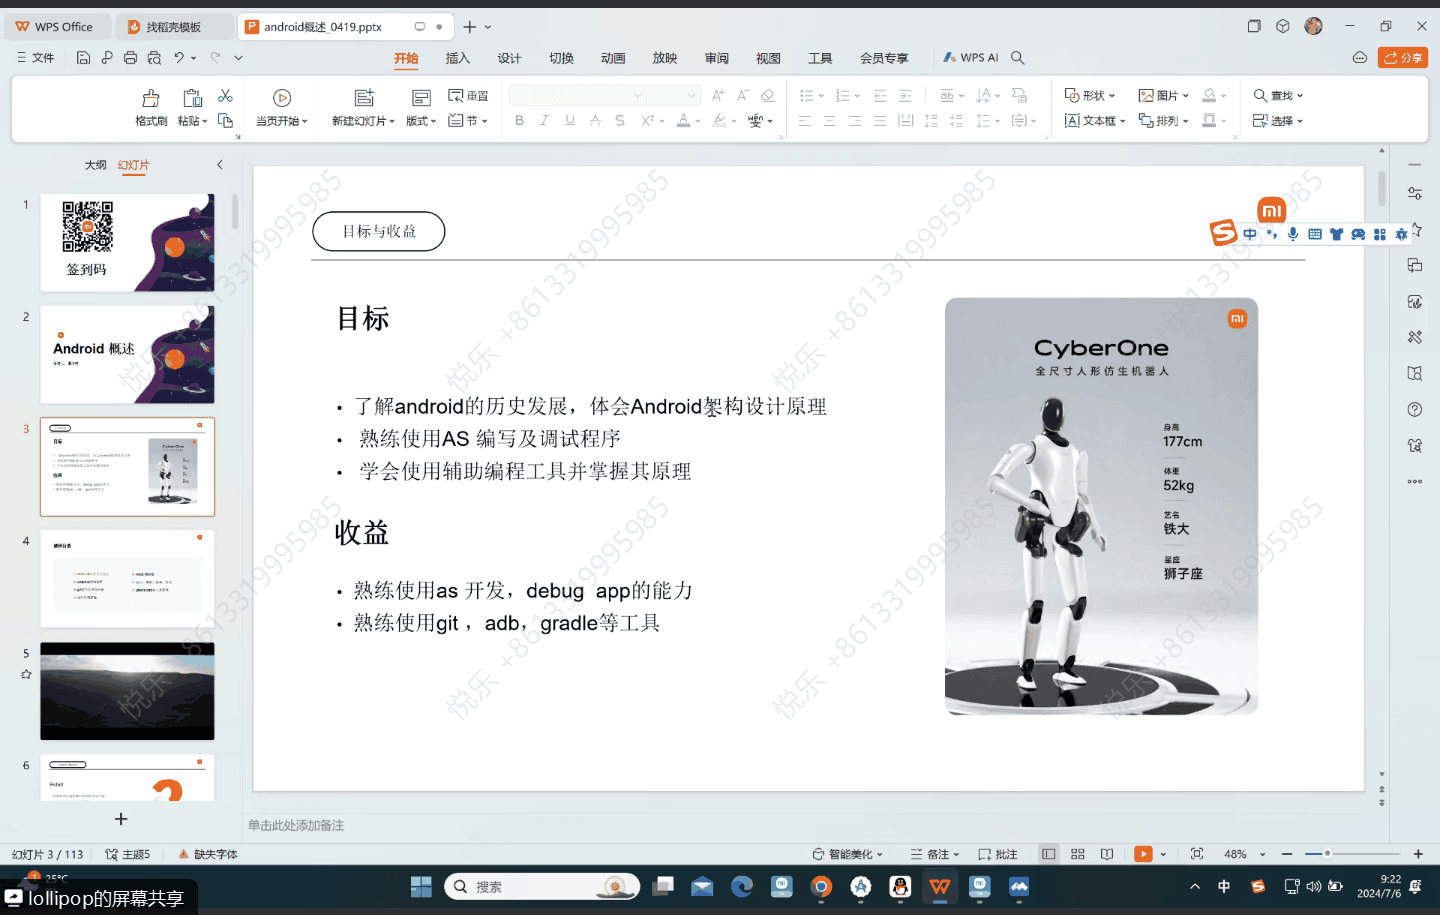 WPS Office
找稻壳模板
android概述_0419.pptx
文件
开始
插入
设计
切换
动画
放映
审阅
视图
工具
会员专享
WPS AI
分享
格式刷
粘贴
当页开始
新建幻灯片
版式
重置
节
形状
图片
文本框
排列
查找
选择
大纲
幻灯片
1
签到码
2
Android 概述
3
4
5
6
Robot
目标与收益
目标
• 了解android的历史发展，体会Android架构设计原理
• 熟练使用AS 编写及调试程序
• 学会使用辅助编程工具并掌握其原理
收益
• 熟练使用as 开发，debug app的能力
• 熟练使用git ，adb，gradle等工具
CyberOne
全尺寸人形仿生机器人
身高
177cm
体重
52kg
艺名
铁大
星座
狮子座
悦乐 +8613319995985
中
单击此处添加备注
幻灯片 3 / 113
主题5
缺失字体
智能美化
备注
批注
48%
25°C
搜索
中
9:22
2024/7/6
lollipop的屏幕共享